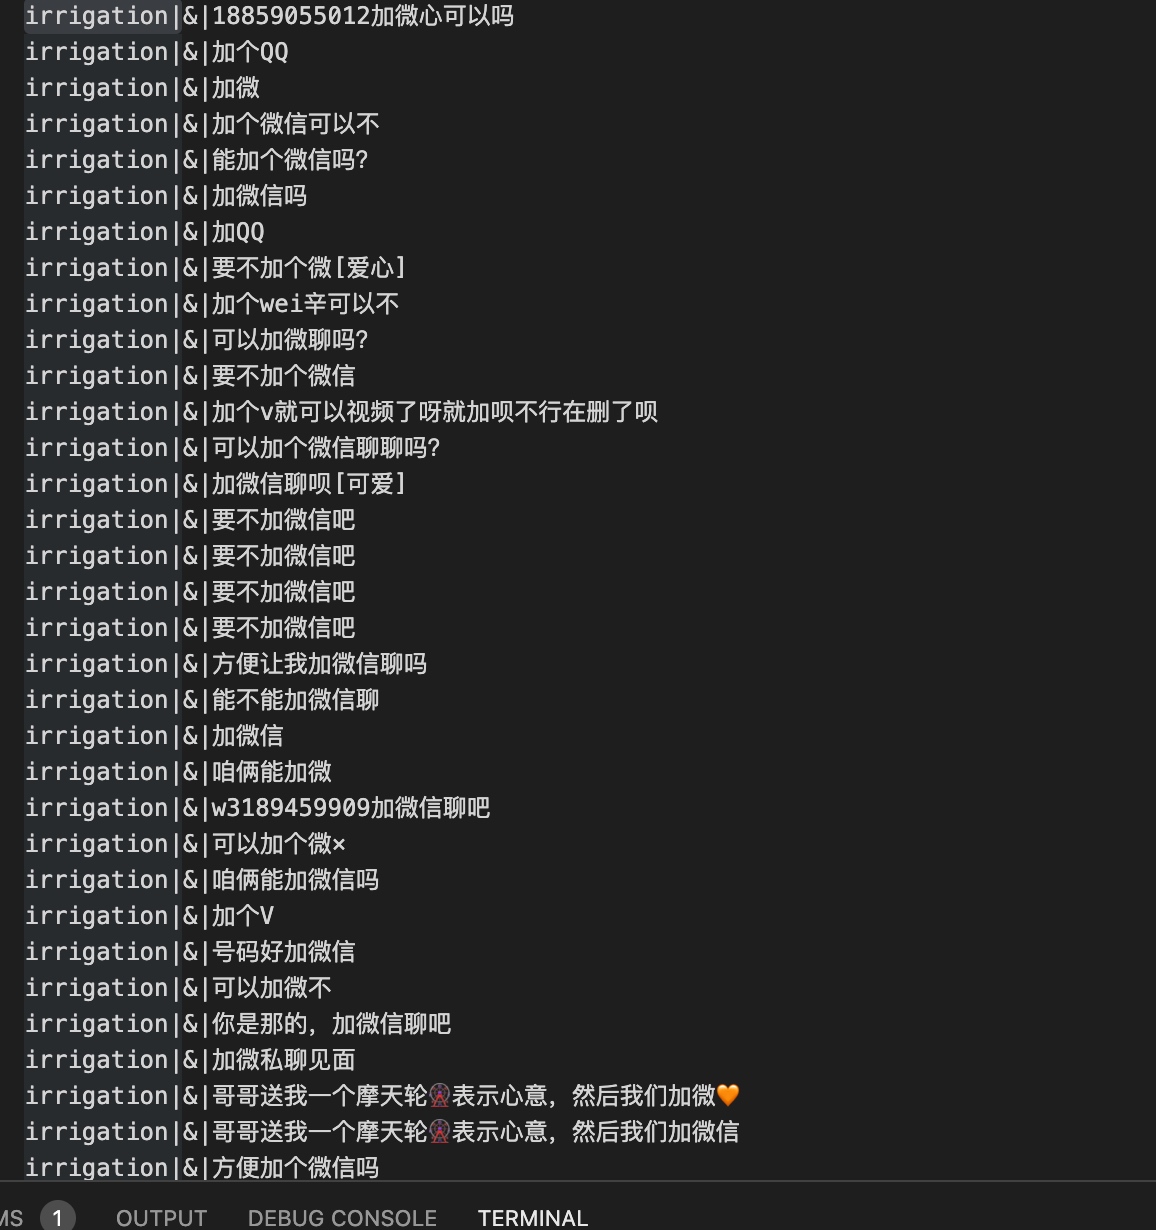 irrigation|&|18859055012加微心可以吗
irrigation|&|加个QQ
irrigation|&|加微
irrigation|&|加个微信可以不
irrigation|&|能加个微信吗?
irrigation|&|加微信吗
irrigation|&|加QQ
irrigation|&|要不加个微[爱心]
irrigation|&|加个wei辛可以不
irrigation|&|可以加微聊吗?
irrigation|&|要不加个微信
irrigation|&|加个v就可以视频了呀就加呗不行在删了呗
irrigation|&|可以加个微信聊聊吗?
irrigation|&|加微信聊呗[可爱]
irrigation|&|要不加微信吧
irrigation|&|要不加微信吧
irrigation|&|要不加微信吧
irrigation|&|要不加微信吧
irrigation|&|方便让我加微信聊吗
irrigation|&|能不能加微信聊
irrigation|&|加微信
irrigation|&|咱俩能加微
irrigation|&|w3189459909加微信聊吧
irrigation|&|可以加个微×
irrigation|&|咱俩能加微信吗
irrigation|&|加个V
irrigation|&|号码好加微信
irrigation|&|可以加微不
irrigation|&|你是那的，加微信聊吧
irrigation|&|加微私聊见面
irrigation|&|哥哥送我一个摩天轮🎡表示心意，然后我们加微🧡
irrigation|&|哥哥送我一个摩天轮🎡表示心意，然后我们加微信
irrigation|&|方便加个微信吗
MS 1 OUTPUT DEBUG CONSOLE TERMINAL